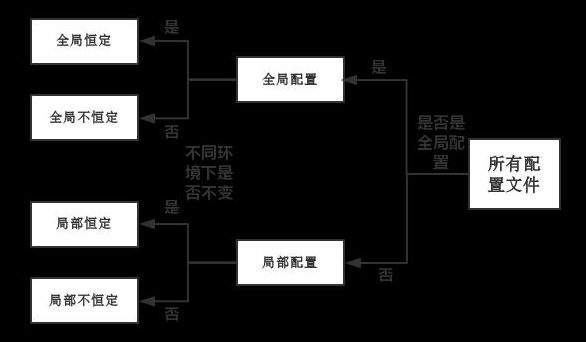 全局恒定
是
全局配置
是
全局不恒定
否
是否是
全局配
置
不同环
境下是
否不变
所有配
置文件
是
局部恒定
局部配置
否
局部不恒定
否